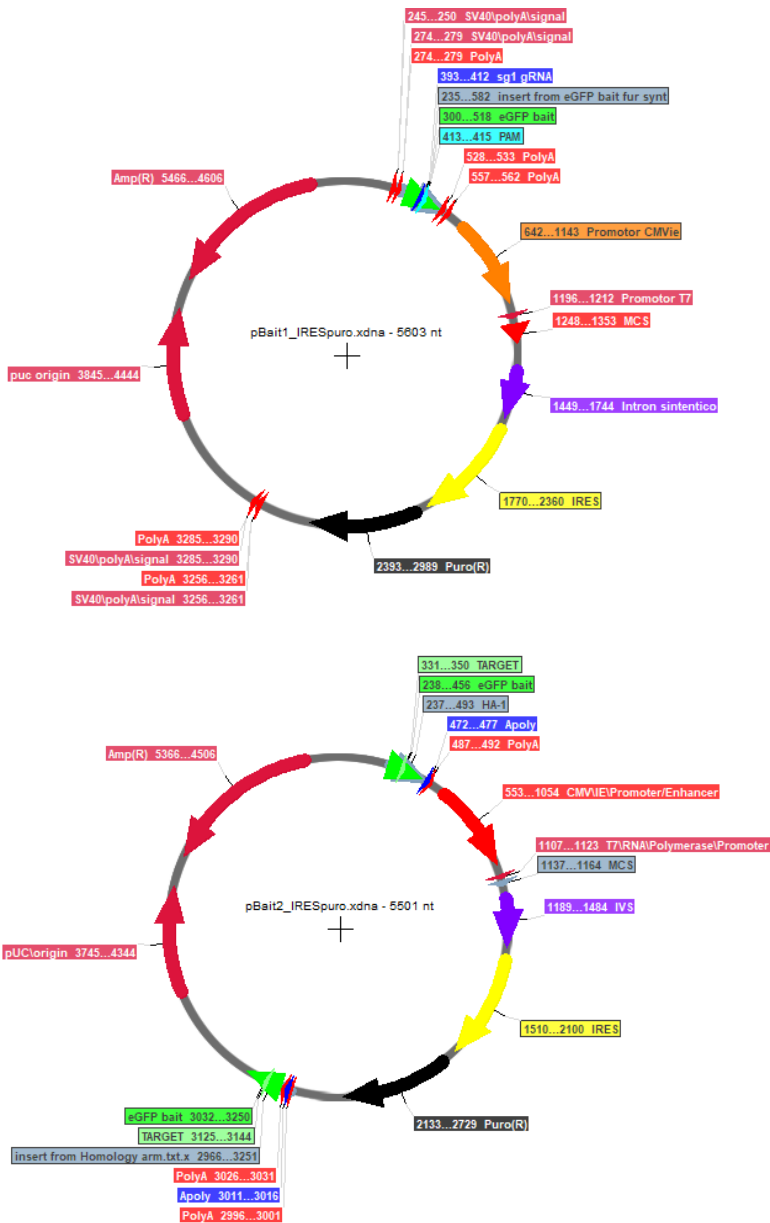 245...250 SV40\polyA\signal
274...279 SV40\polyA\signal
274...279 PolyA
393...412 sg1 gRNA
235...582 insert from eGFP bait fur synt
300...518 eGFP bait
413...415 PAM
528...533 PolyA
557...562 PolyA
Amp(R) 5466...4606
642...1143 Promotor CMVie
1196...1212 Promotor T7
1248...1353 MCS
pBait1_IRESpuro.xdna - 5603 nt
puc origin 3845...4444
1449...1744 Intron sintentico
1770...2360 IRES
PolyA 3285...3290
SV40\polyA\signal 3285...3290
PolyA 3256...3261
SV40\polyA\signal 3256...3261
2393...2989 Puro(R)
331...350 TARGET
238...456 eGFP bait
237...493 HA-1
472...477 Apoly
487...492 PolyA
Amp(R) 5366...4506
553...1054 CMV\IE\Promoter/Enhancer
1107...1123 T7\RNA\Polymerase\Promoter
1137...1164 MCS
pBait2_IRESpuro.xdna - 5501 nt
1189...1484 IVS
pUC\origin 3745...4344
1510...2100 IRES
eGFP bait 3032...3250
2133...2729 Puro(R)
TARGET 3125...3144
insert from Homology arm.txt.x 2966...3251
PolyA 3026...3031
Apoly 3011...3016
PolyA 2996...3001